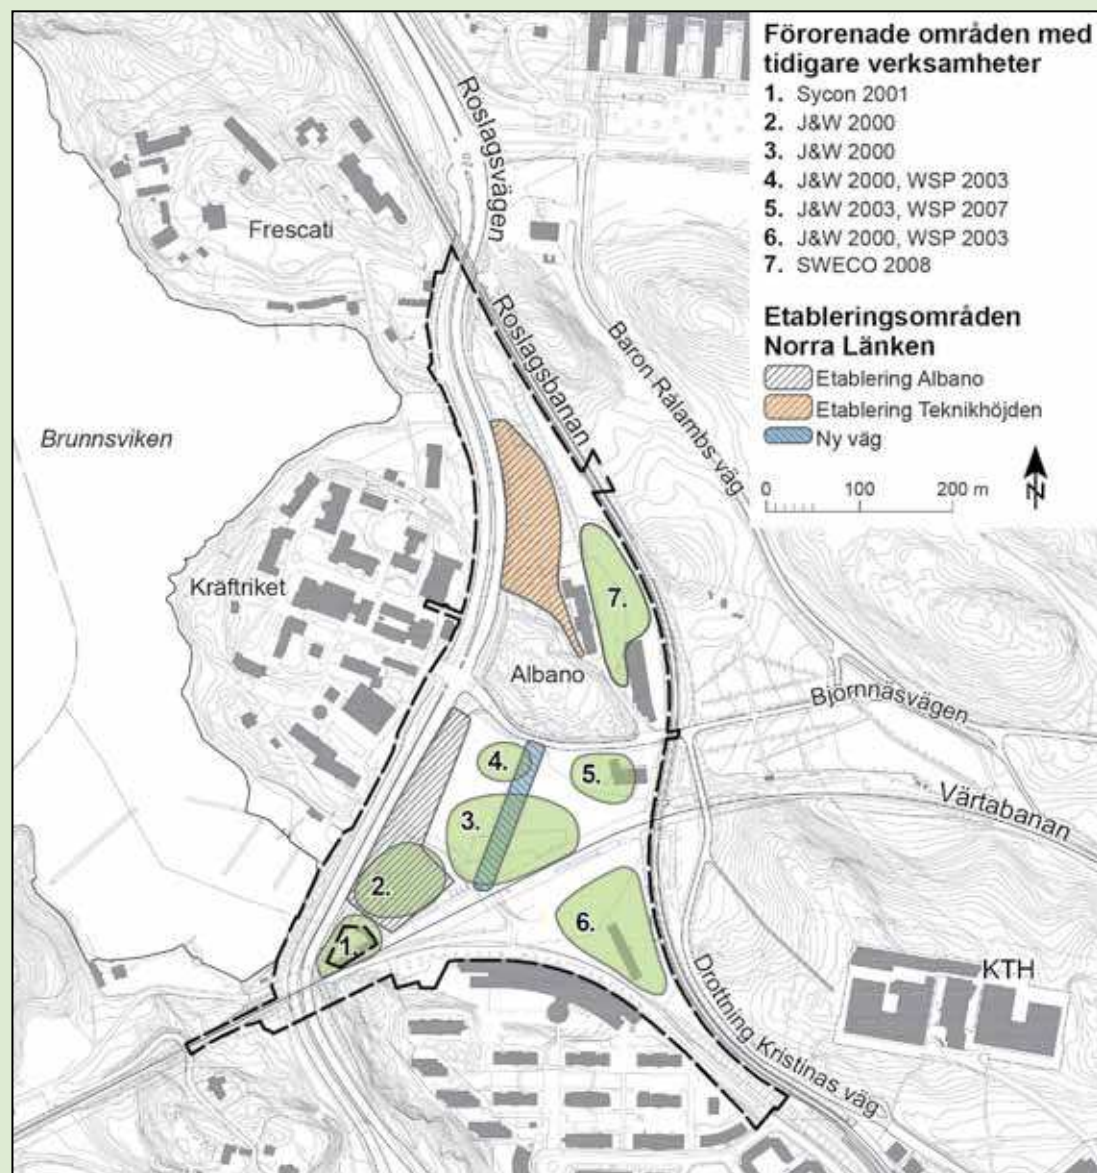 Förorenade områden med
tidigare verksamheter
1. Sycon 2001
2. J&W 2000
3. J&W 2000
4. J&W 2000, WSP 2003
5. J&W 2003, WSP 2007
6. J&W 2000, WSP 2003
7. SWECO 2008
Etableringsområden
Norra Länken
Etablering Albano
Etablering Teknikhöjden
Ny väg
0 100 200 m
N
Roslagsvägen
Frescati
Roslagsbanan
Baron Rålambs väg
Brunnsviken
Kräftriket
7.
Albano
Björnnäsvägen
4.
5.
Värtabanan
3.
2.
6.
1.
KTH
Drottning Kristinas väg